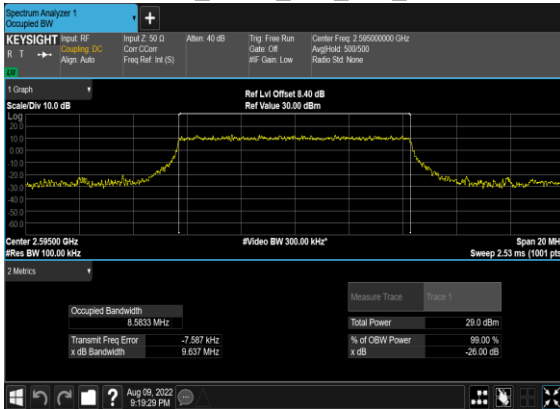 Spectrum Analyzer 1
Occupied BW
KEYSIGHT
R T
Input: RF
Coupling: DC
Align: Auto
Input Z: 50 Ω
Corr CCorr
Freq Ref: Int (S)
Atten: 40 dB
Trig: Free Run
Gate: Off
#IF Gain: Low
Center Freq: 2.595000000 GHz
Avg|Hold: 500/500
Radio Std: None
1 Graph
Scale/Div 10.0 dB
Ref Lvl Offset 8.40 dB
Ref Value 30.00 dBm
Log
20.0
10.0
0.00
-10.0
-20.0
-30.0
-40.0
-50.0
-60.0
Center 2.59500 GHz
#Res BW 100.00 kHz
#Video BW 300.00 kHz*
Span 20 MH
Sweep 2.53 ms (1001 pts
2 Metrics
Measure Trace Trace 1
Occupied Bandwidth
8.5833 MHz
Total Power 29.0 dBm
Transmit Freq Error -7.587 kHz
% of OBW Power 99.00 %
x dB Bandwidth 9.637 MHz
x dB -26.00 dB
Aug 09, 2022
9:19:29 PM